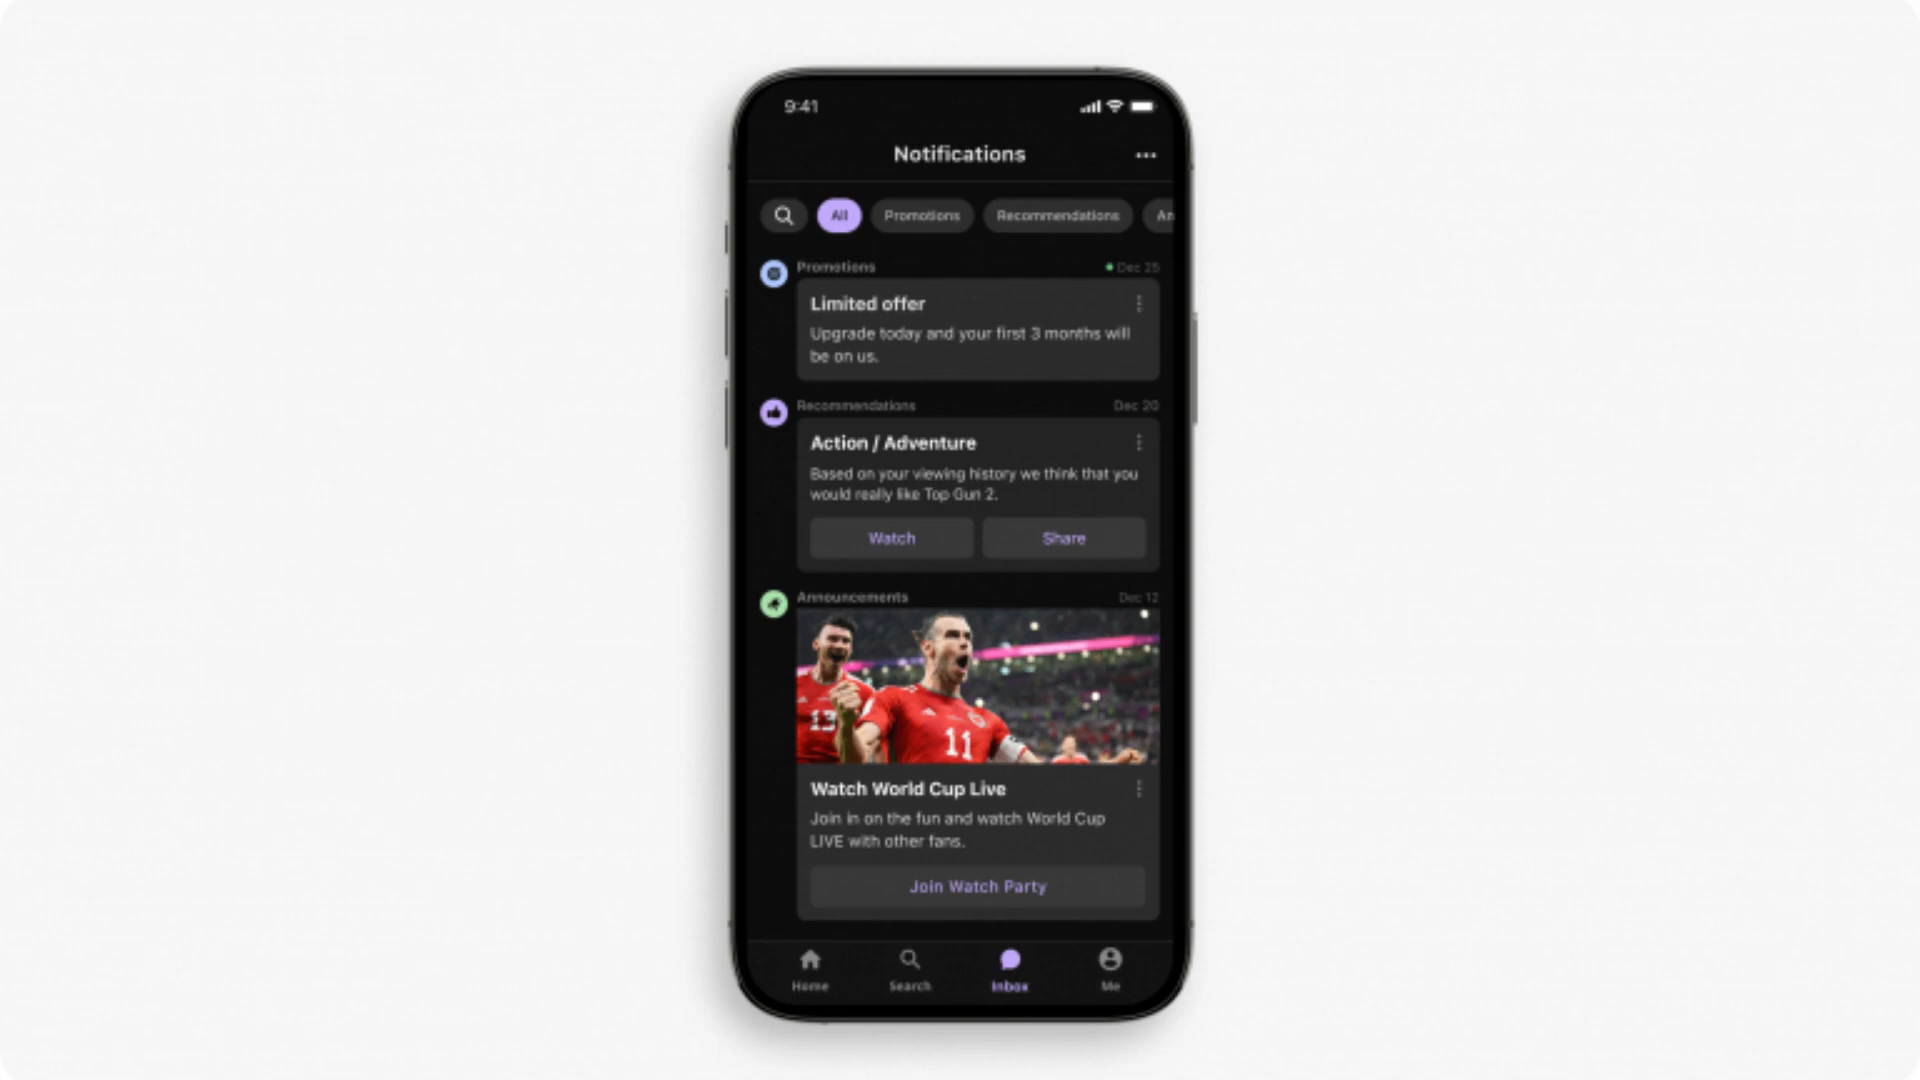 9:41
Notifications
All
Promotions
Recommendations
An
Promotions
Dec 25
Limited offer
Upgrade today and your first 3 months will
be on us.
Recommendations
Dec 20
Action / Adventure
Based on your viewing history we think that you
would really like Top Gun 2.
Watch
Share
Announcements
Dec 12
13
11
Watch World Cup Live
Join in on the fun and watch World Cup
LIVE with other fans.
Join Watch Party
Home
Search
Inbox
Me